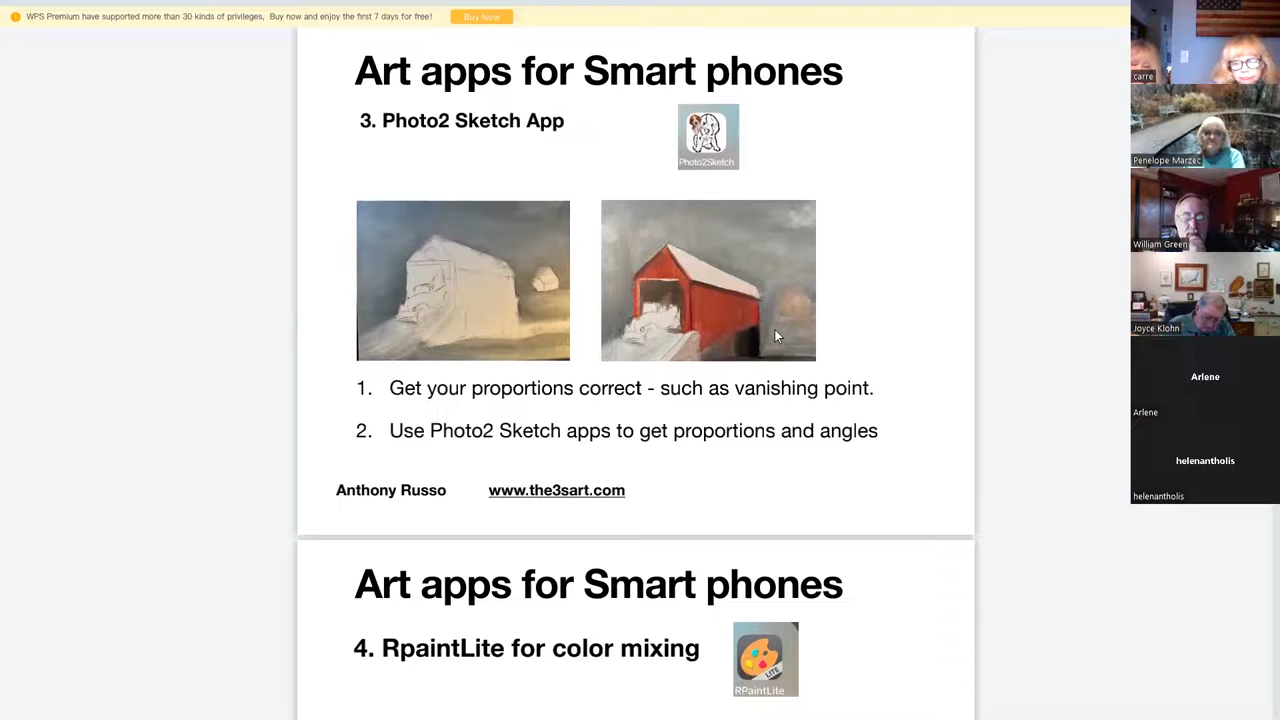 WPS Premium have supported more than 30 kinds of privileges, Buy now and enjoy the first 7 days for free!
Buy Now
Art apps for Smart phones
3. Photo2 Sketch App
Photo2Sketch
1. Get your proportions correct - such as vanishing point.
2. Use Photo2 Sketch apps to get proportions and angles
Anthony Russo www.the3sart.com
Art apps for Smart phones
4. RpaintLite for color mixing
LITE
RPaintLite
carre
Penelope Marzec
William Green
Joyce Klohn
Arlene
Arlene
helenantholis
helenantholis